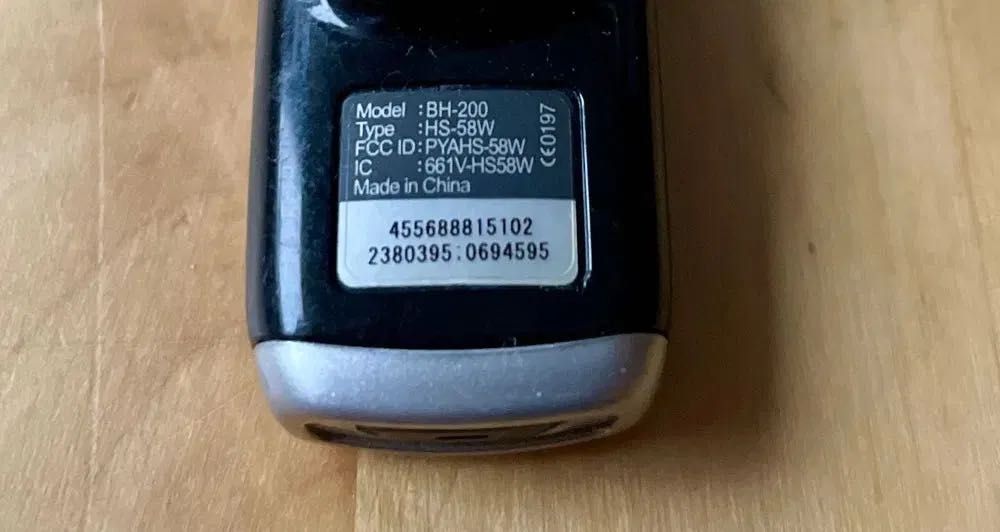 Model :BH-200
Type :HS-58W
FCC ID:PYAHS-58W
IC :661V-HS58W
Made in China
CE0197
455688815102
2380395:0694595